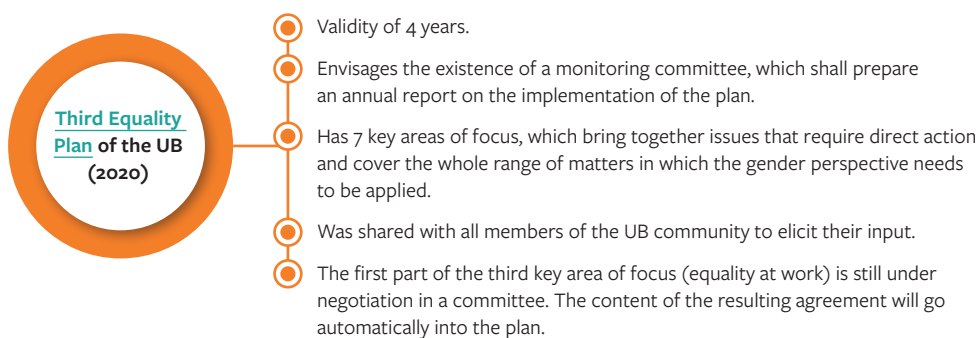 Third Equality
Plan of the UB
(2020)
Validity of 4 years.
Envisages the existence of a monitoring committee, which shall prepare
an annual report on the implementation of the plan.
Has 7 key areas of focus, which bring together issues that require direct action
and cover the whole range of matters in which the gender perspective needs
to be applied.
Was shared with all members of the UB community to elicit their input.
The first part of the third key area of focus (equality at work) is still under
negotiation in a committee. The content of the resulting agreement will go
automatically into the plan.